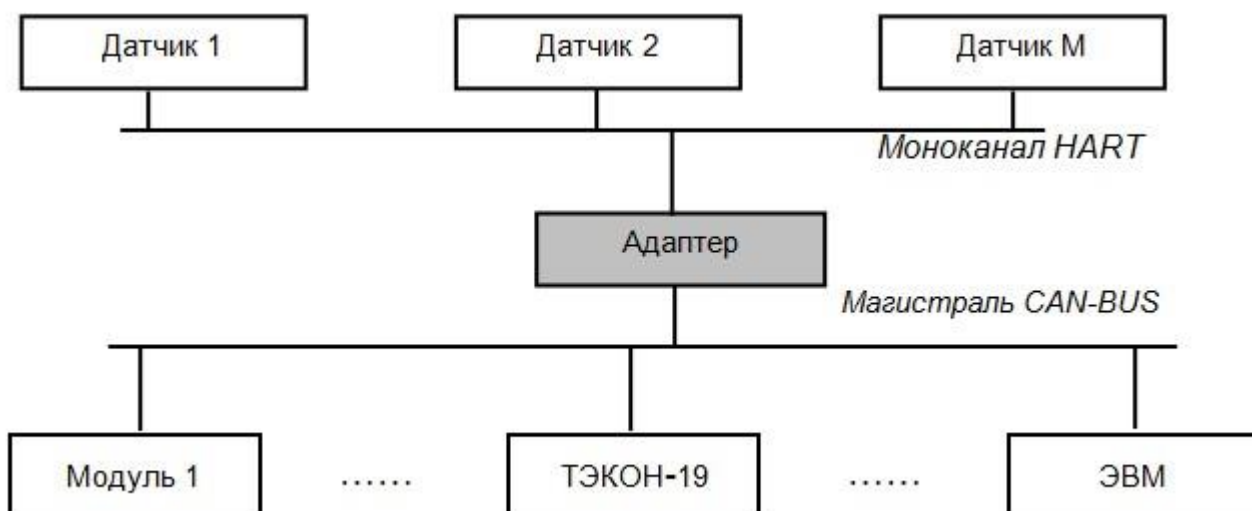 Датчик 1
Датчик 2
Датчик М
Моноканал HART
Адаптер
Магистраль CAN-BUS
Модуль 1
......
ТЭКОН-19
......
ЭВМ